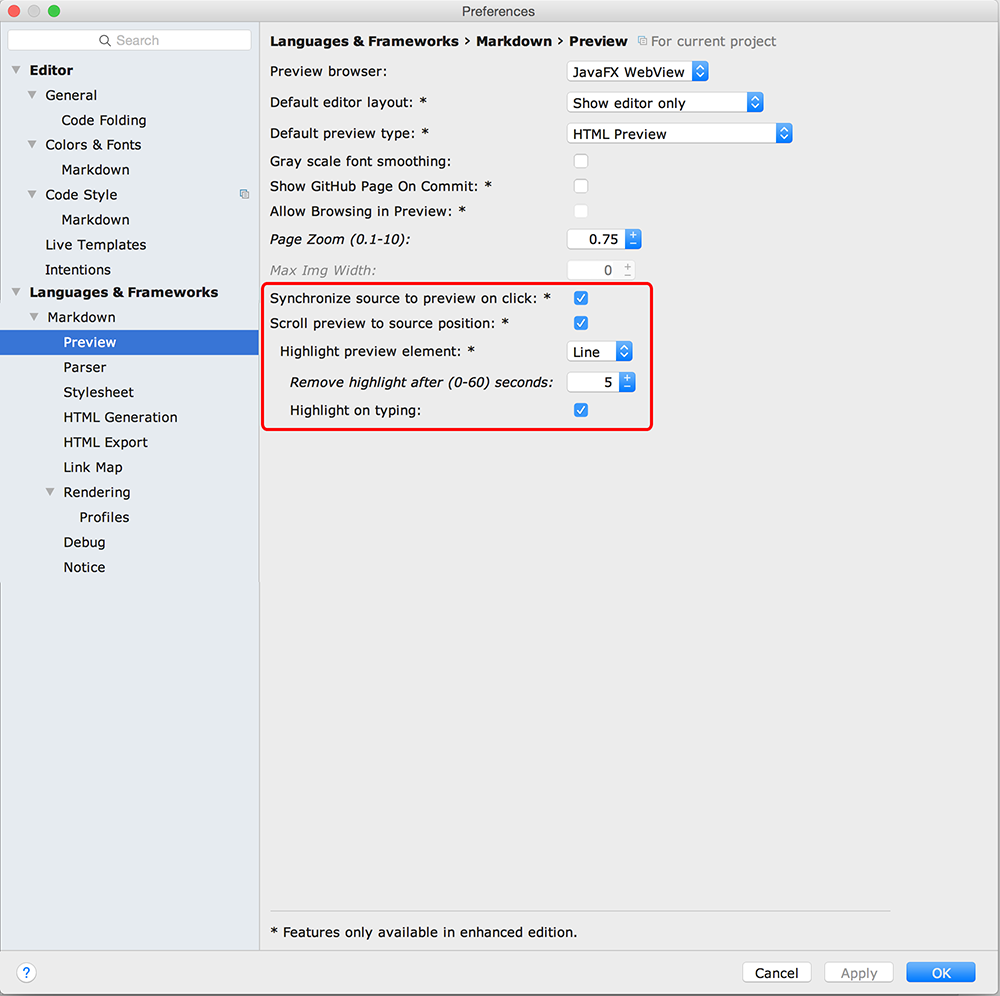 Preferences
Search
Editor
General
Code Folding
Colors & Fonts
Markdown
Code Style
Markdown
Live Templates
Intentions
Languages & Frameworks
Markdown
Preview
Parser
Stylesheet
HTML Generation
HTML Export
Link Map
Rendering
Profiles
Debug
Notice
Languages & Frameworks › Markdown › Preview For current project
Preview browser: JavaFX WebView
Default editor layout: * Show editor only
Default preview type: * HTML Preview
Gray scale font smoothing:
Show GitHub Page On Commit: *
Allow Browsing in Preview: *
Page Zoom (0.1-10): 0.75
Max Img Width: 0
Synchronize source to preview on click: *
Scroll preview to source position: *
Highlight preview element: * Line
Remove highlight after (0-60) seconds: 5
Highlight on typing:
* Features only available in enhanced edition.
? Cancel Apply OK